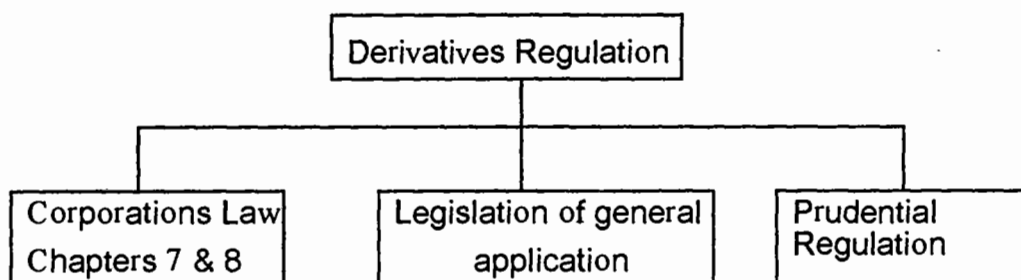 Derivatives Regulation
Corporations Law
Chapters 7 & 8
Legislation of general
application
Prudential
Regulation